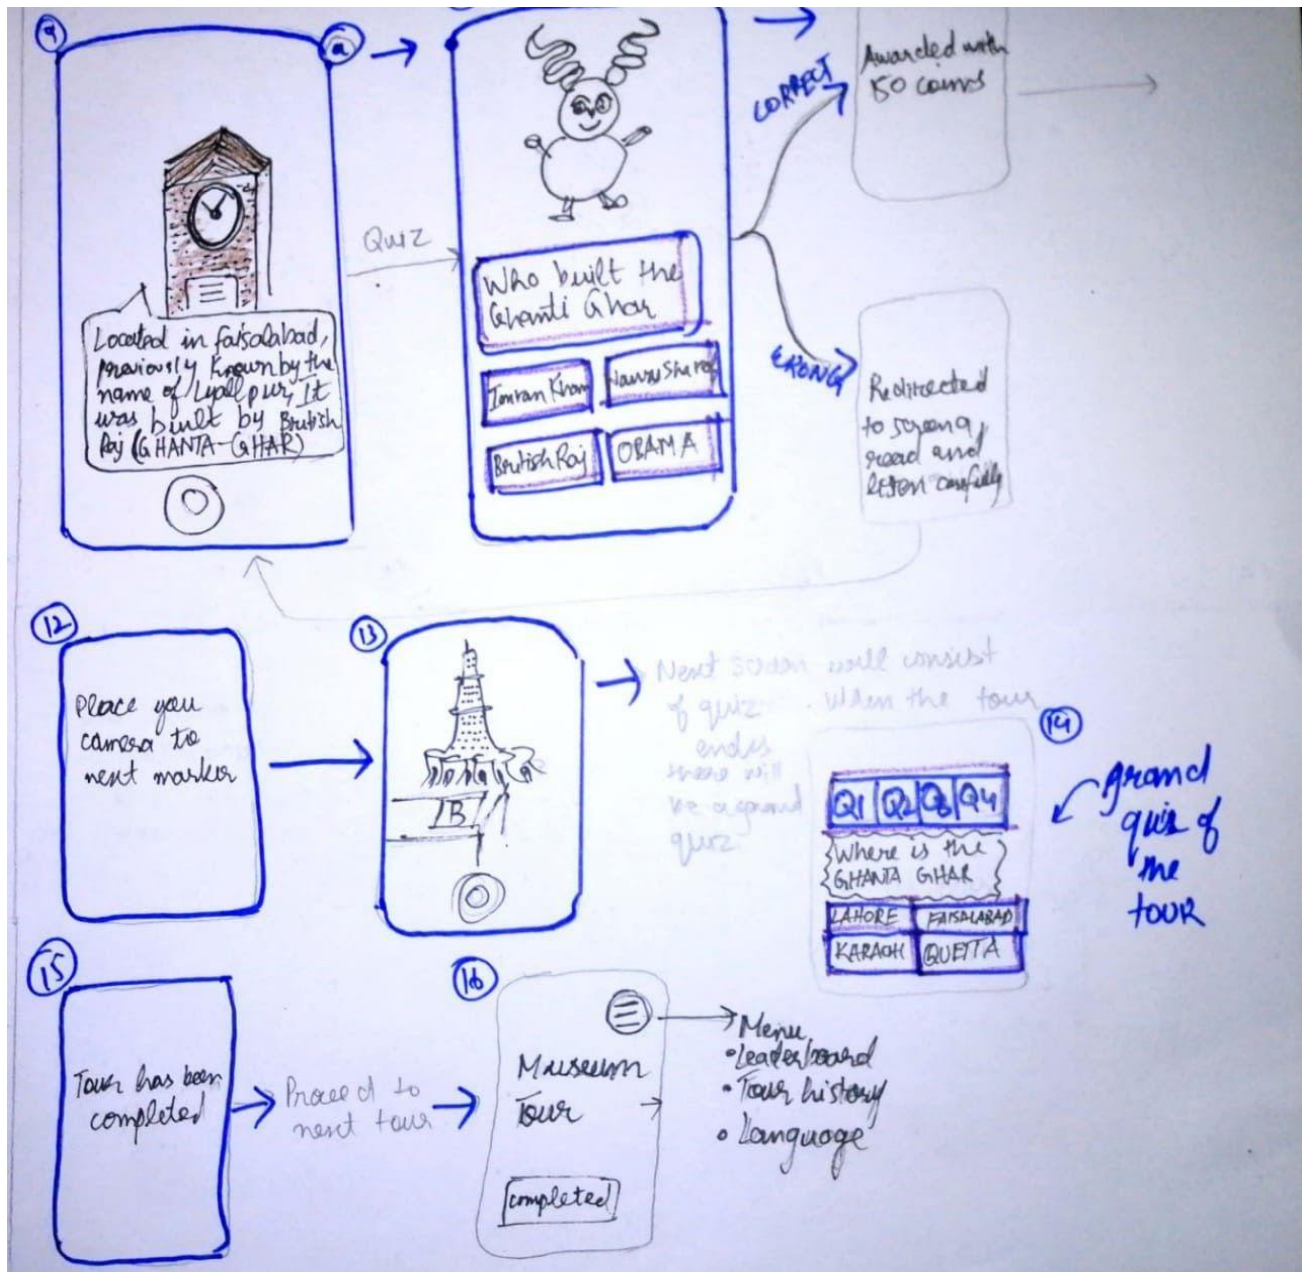 9
a
Located in faisalabad,
previously known by the
name of Lyallpur, It
was built by British
Raj (GHANTA-GHAR)
Quiz
Who built the
Ghanti Ghar
Imran Khan
Nawaz Sharif
British Raj
OBAMA
CORRECT
Awarded with
50 coins
WRONG
Redirected
to screen 9,
read and
listen carefully
12
Place you
camera to
next marker
13
B
Next screen will consist
of quiz. When the tour
ends
there will
be a grand
quiz
14
Q1 Q2 Q3 Q4
Where is the
GHANTA GHAR
LAHORE
FAISALABAD
KARACHI
QUETTA
grand
quiz of
the
tour
15
Tour has been
completed
Proceed to
next tour
16
Museum
Tour
completed
Menu
• Leaderboard
• Tour history
• Language